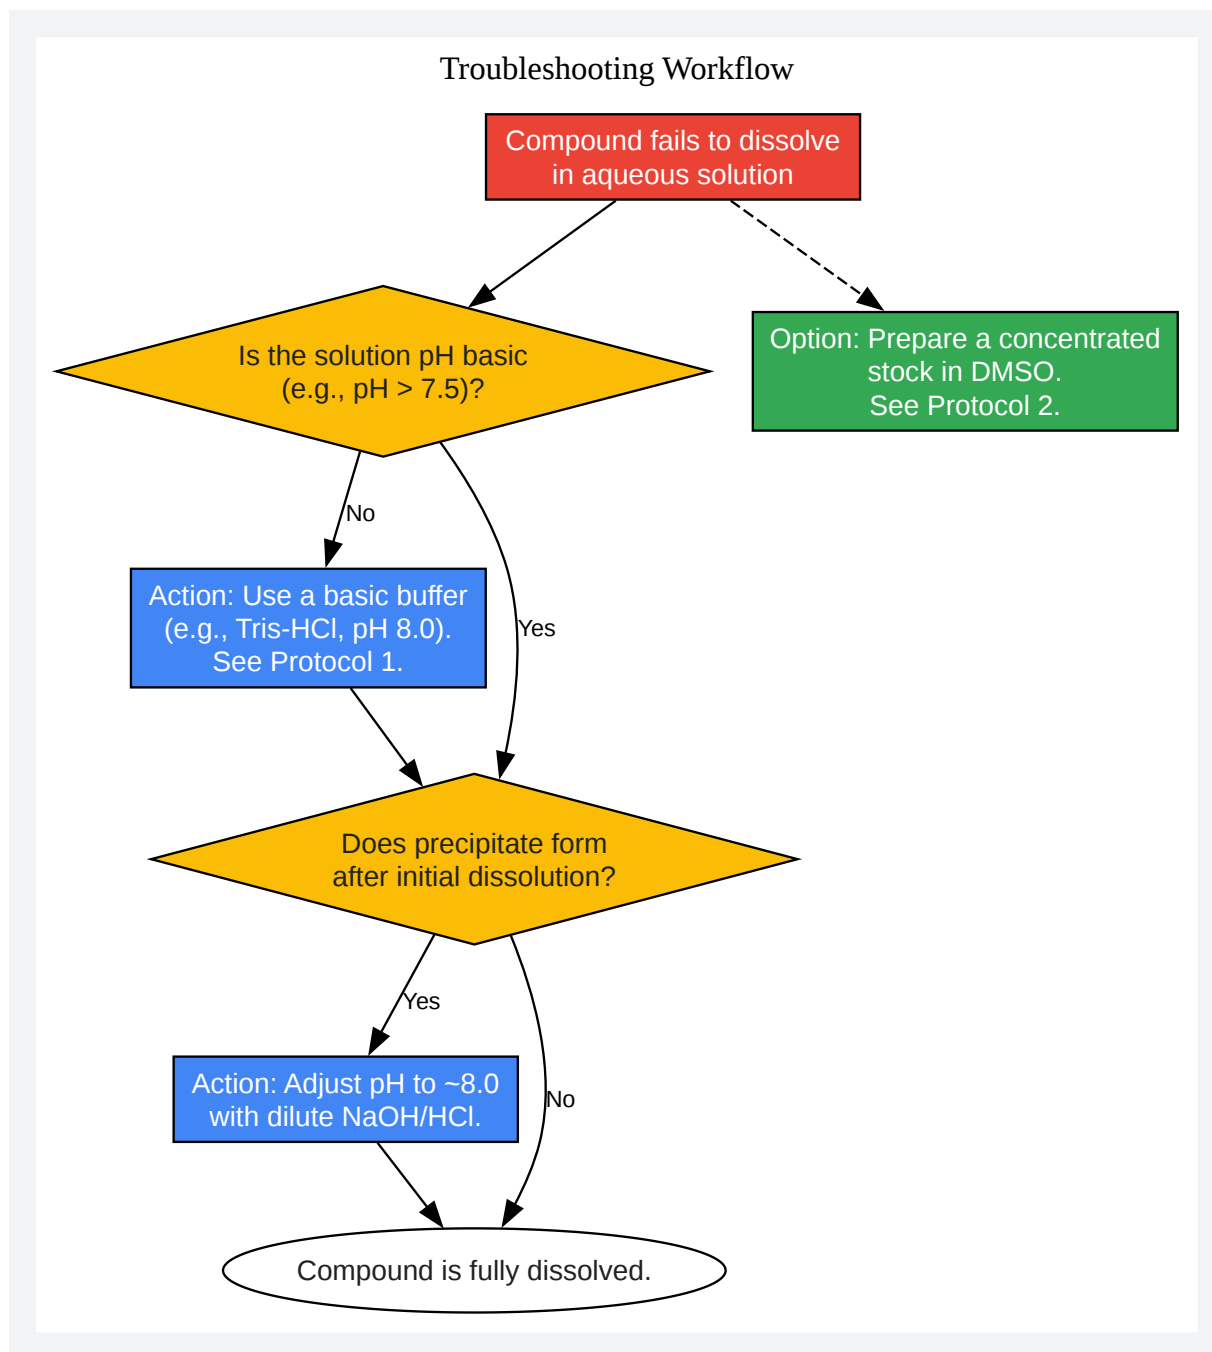 Troubleshooting Workflow
Compound fails to dissolve
in aqueous solution
Is the solution pH basic
(e.g., pH > 7.5)?
Option: Prepare a concentrated
stock in DMSO.
See Protocol 2.
No
Action: Use a basic buffer
(e.g., Tris-HCl, pH 8.0).
See Protocol 1.
Yes
Does precipitate form
after initial dissolution?
Yes
Action: Adjust pH to ~8.0
with dilute NaOH/HCl.
No
Compound is fully dissolved.